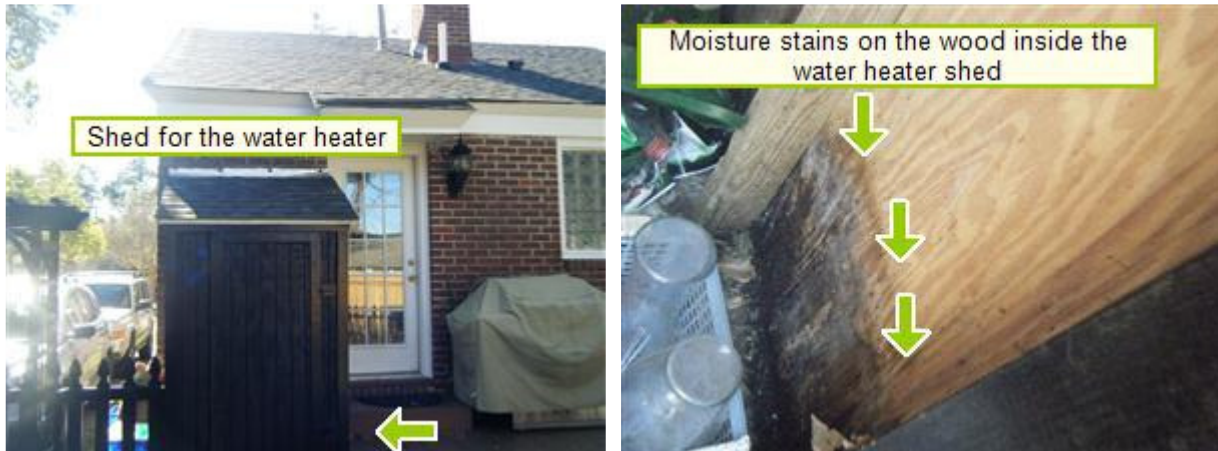 Shed for the water heater
Moisture stains on the wood inside the
water heater shed